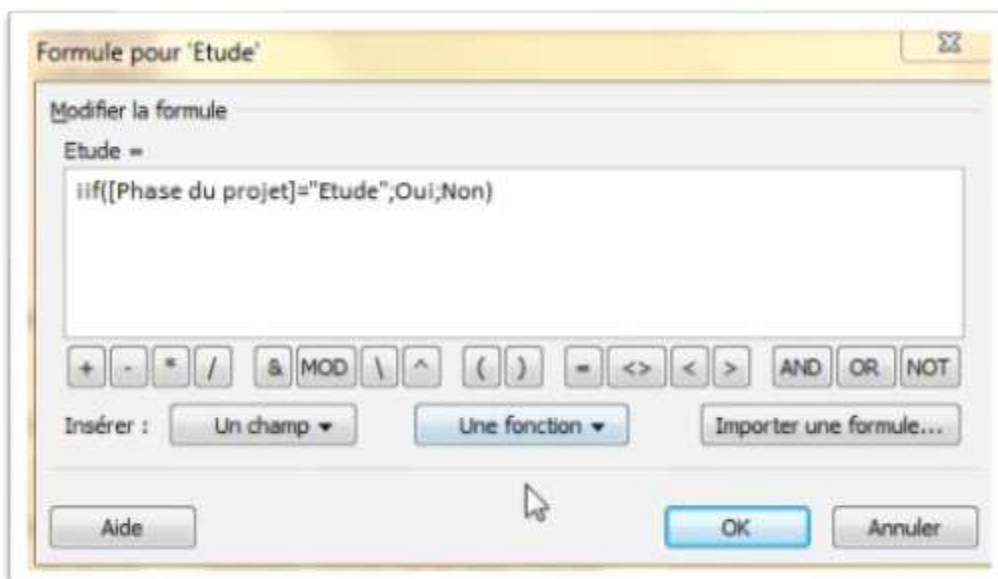 Formule pour 'Etude'
Modifier la formule
Etude =
iif([Phase du projet]="Etude";Oui;Non)
+ - * / & MOD \ ^ ( ) = <> < > AND OR NOT
Insérer : Un champ Une fonction Importer une formule...
Aide OK Annuler